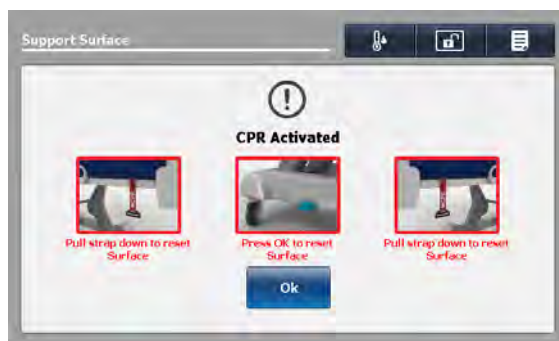 Support Surface
CPR Activated
Pull strap down to reset
Surface
Press OK to reset
Surface
Pull strap down to reset
Surface
Ok